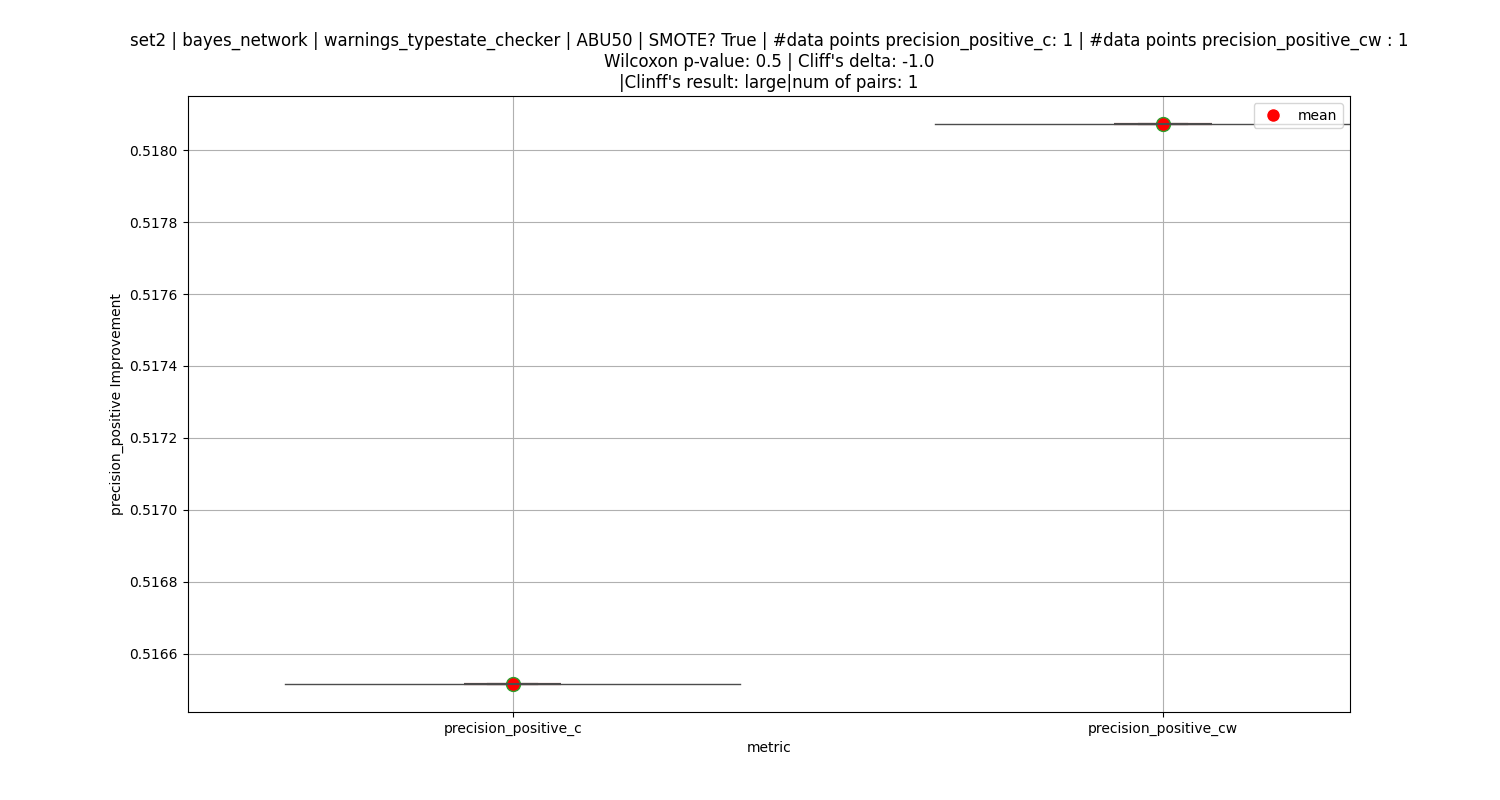 set2 | bayes_network | warnings_typestate_checker | ABU50 | SMOTE? True | #data points precision_positive_c: 1 | #data points precision_positive_cw : 1
Wilcoxon p-value: 0.5 | Cliff's delta: -1.0
|Clinff's result: large|num of pairs: 1
mean
0.5180
0.5178
0.5176
0.5174
0.5172
0.5170
0.5168
0.5166
precision_positive Improvement
precision_positive_c
precision_positive_cw
metric